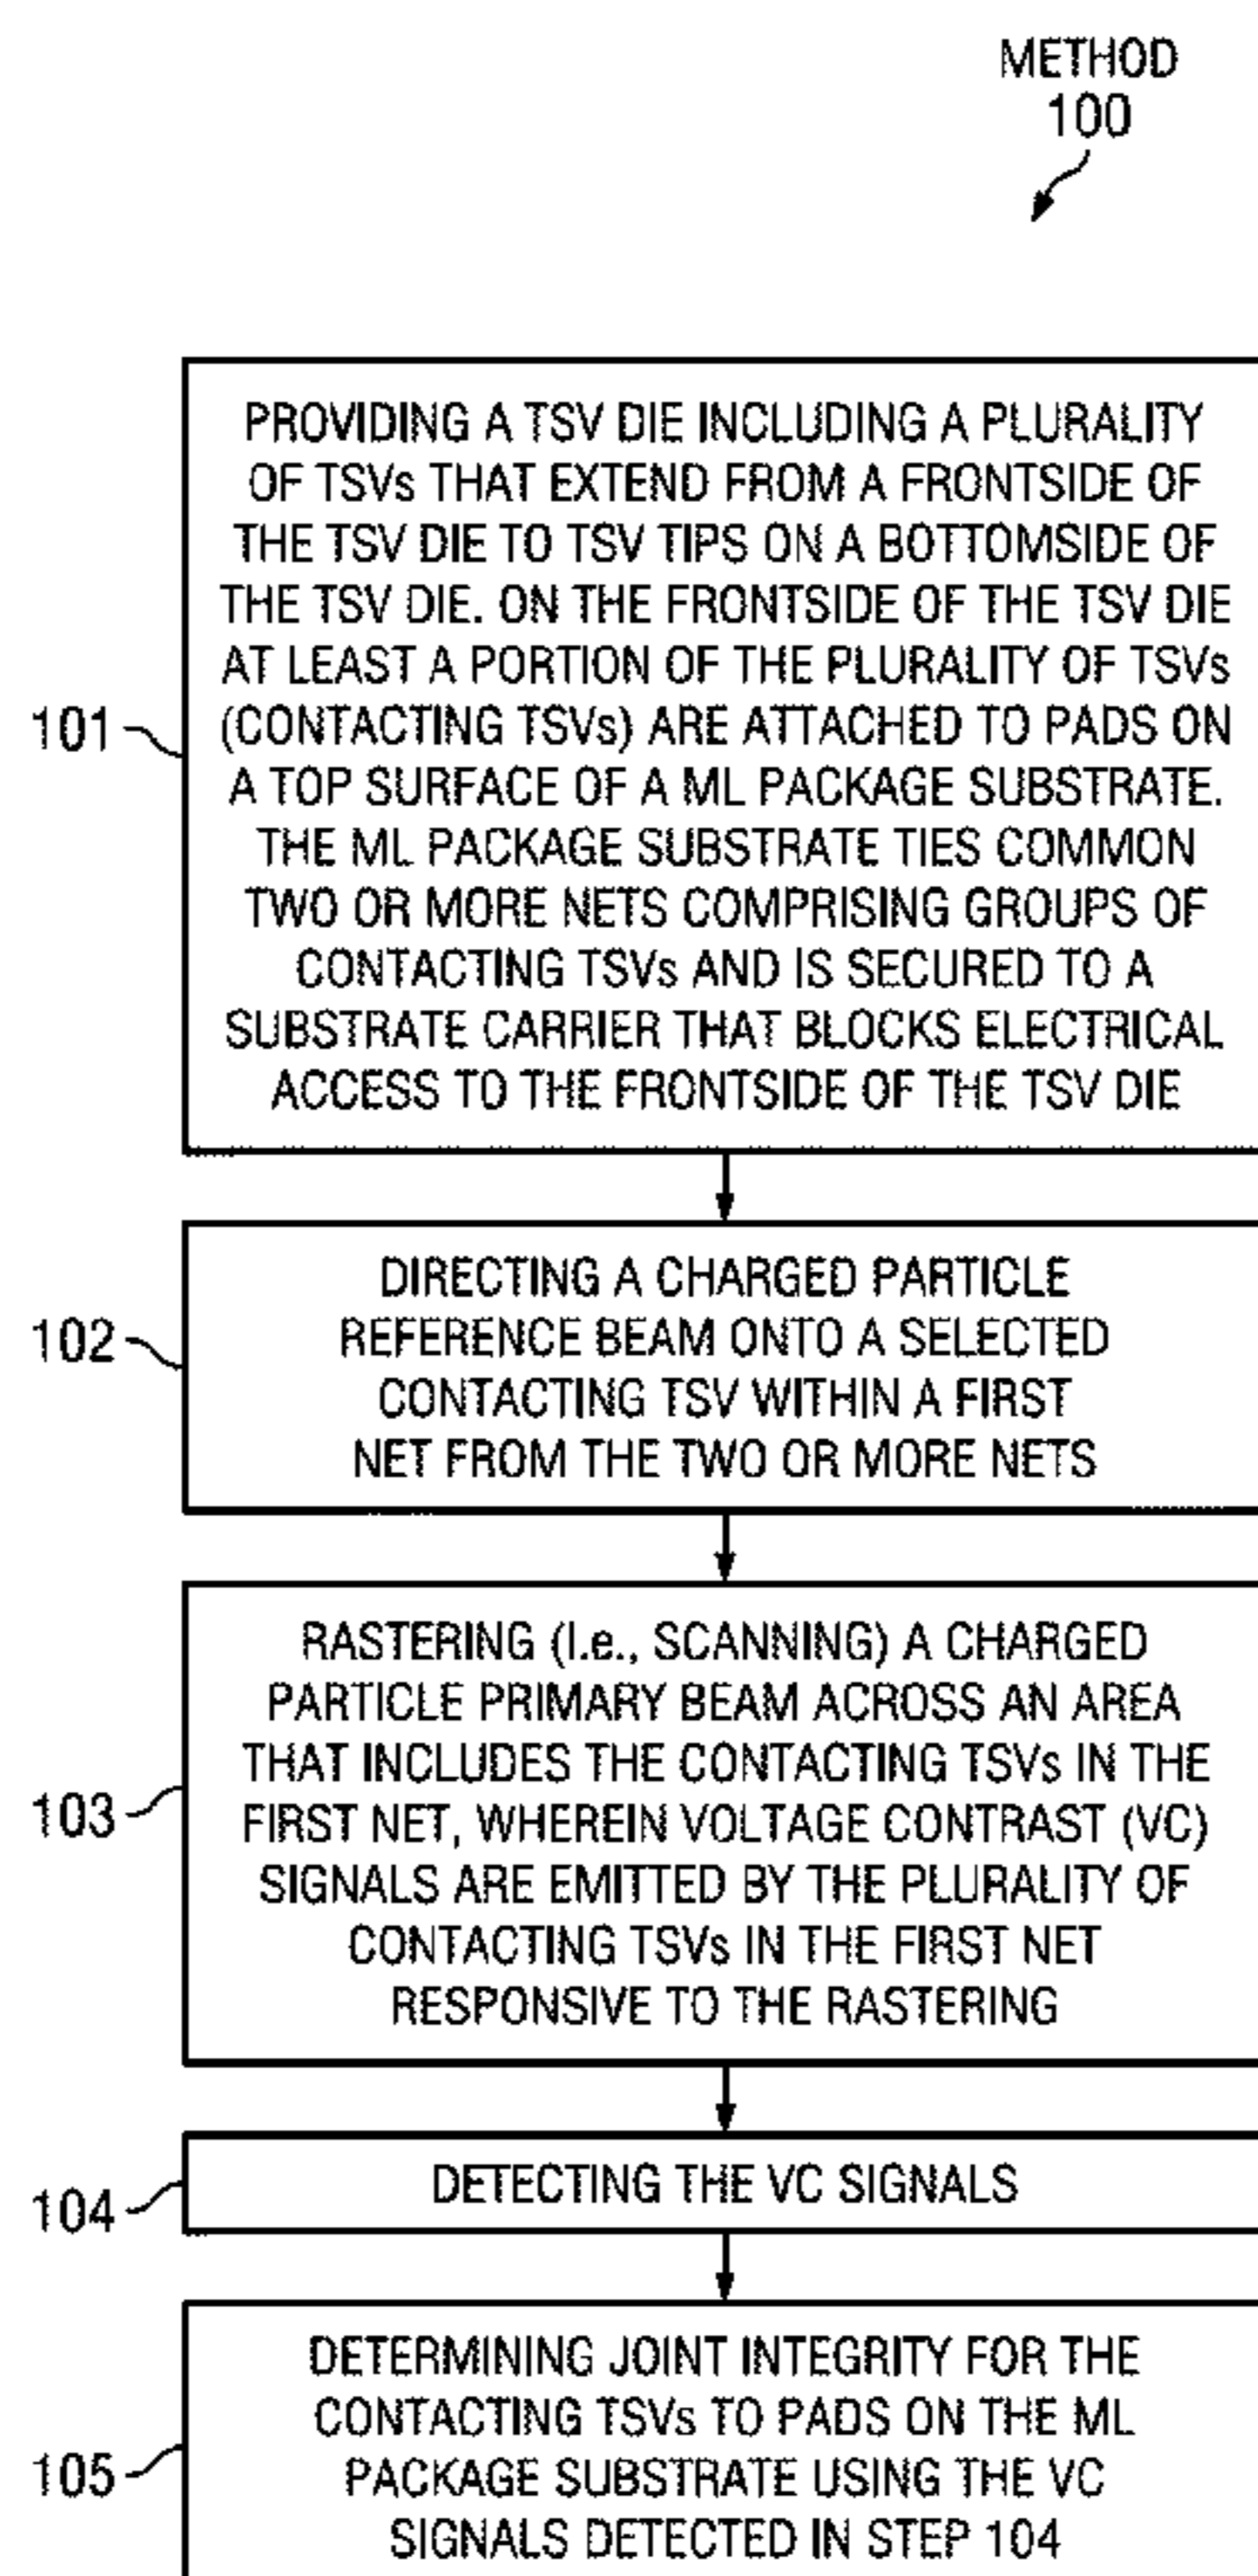 METHOD
100
PROVIDING A TSV DIE INCLUDING A PLURALITY
OF TSVs THAT EXTEND FROM A FRONTSIDE OF
THE TSV DIE TO TSV TIPS ON A BOTTOMSIDE OF
THE TSV DIE. ON THE FRONTSIDE OF THE TSV DIE
AT LEAST A PORTION OF THE PLURALITY OF TSVs
(CONTACTING TSVs) ARE ATTACHED TO PADS ON
A TOP SURFACE OF A ML PACKAGE SUBSTRATE.
THE ML PACKAGE SUBSTRATE TIES COMMON
TWO OR MORE NETS COMPRISING GROUPS OF
CONTACTING TSVs AND IS SECURED TO A
SUBSTRATE CARRIER THAT BLOCKS ELECTRICAL
ACCESS TO THE FRONTSIDE OF THE TSV DIE
101
DIRECTING A CHARGED PARTICLE
REFERENCE BEAM ONTO A SELECTED
CONTACTING TSV WITHIN A FIRST
NET FROM THE TWO OR MORE NETS
102
RASTERING (I.e., SCANNING) A CHARGED
PARTICLE PRIMARY BEAM ACROSS AN AREA
THAT INCLUDES THE CONTACTING TSVs IN THE
FIRST NET, WHEREIN VOLTAGE CONTRAST (VC)
SIGNALS ARE EMITTED BY THE PLURALITY OF
CONTACTING TSVs IN THE FIRST NET
RESPONSIVE TO THE RASTERING
103
DETECTING THE VC SIGNALS
104
DETERMINING JOINT INTEGRITY FOR THE
CONTACTING TSVs TO PADS ON THE ML
PACKAGE SUBSTRATE USING THE VC
SIGNALS DETECTED IN STEP 104
105